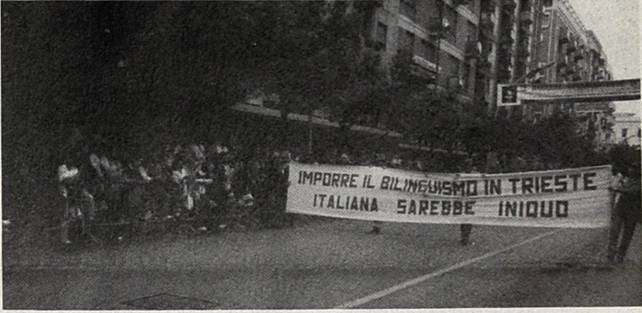 IMPORRE IL BILINGUISMO IN TRIESTE
ITALIANA SAREBBE INIQUO